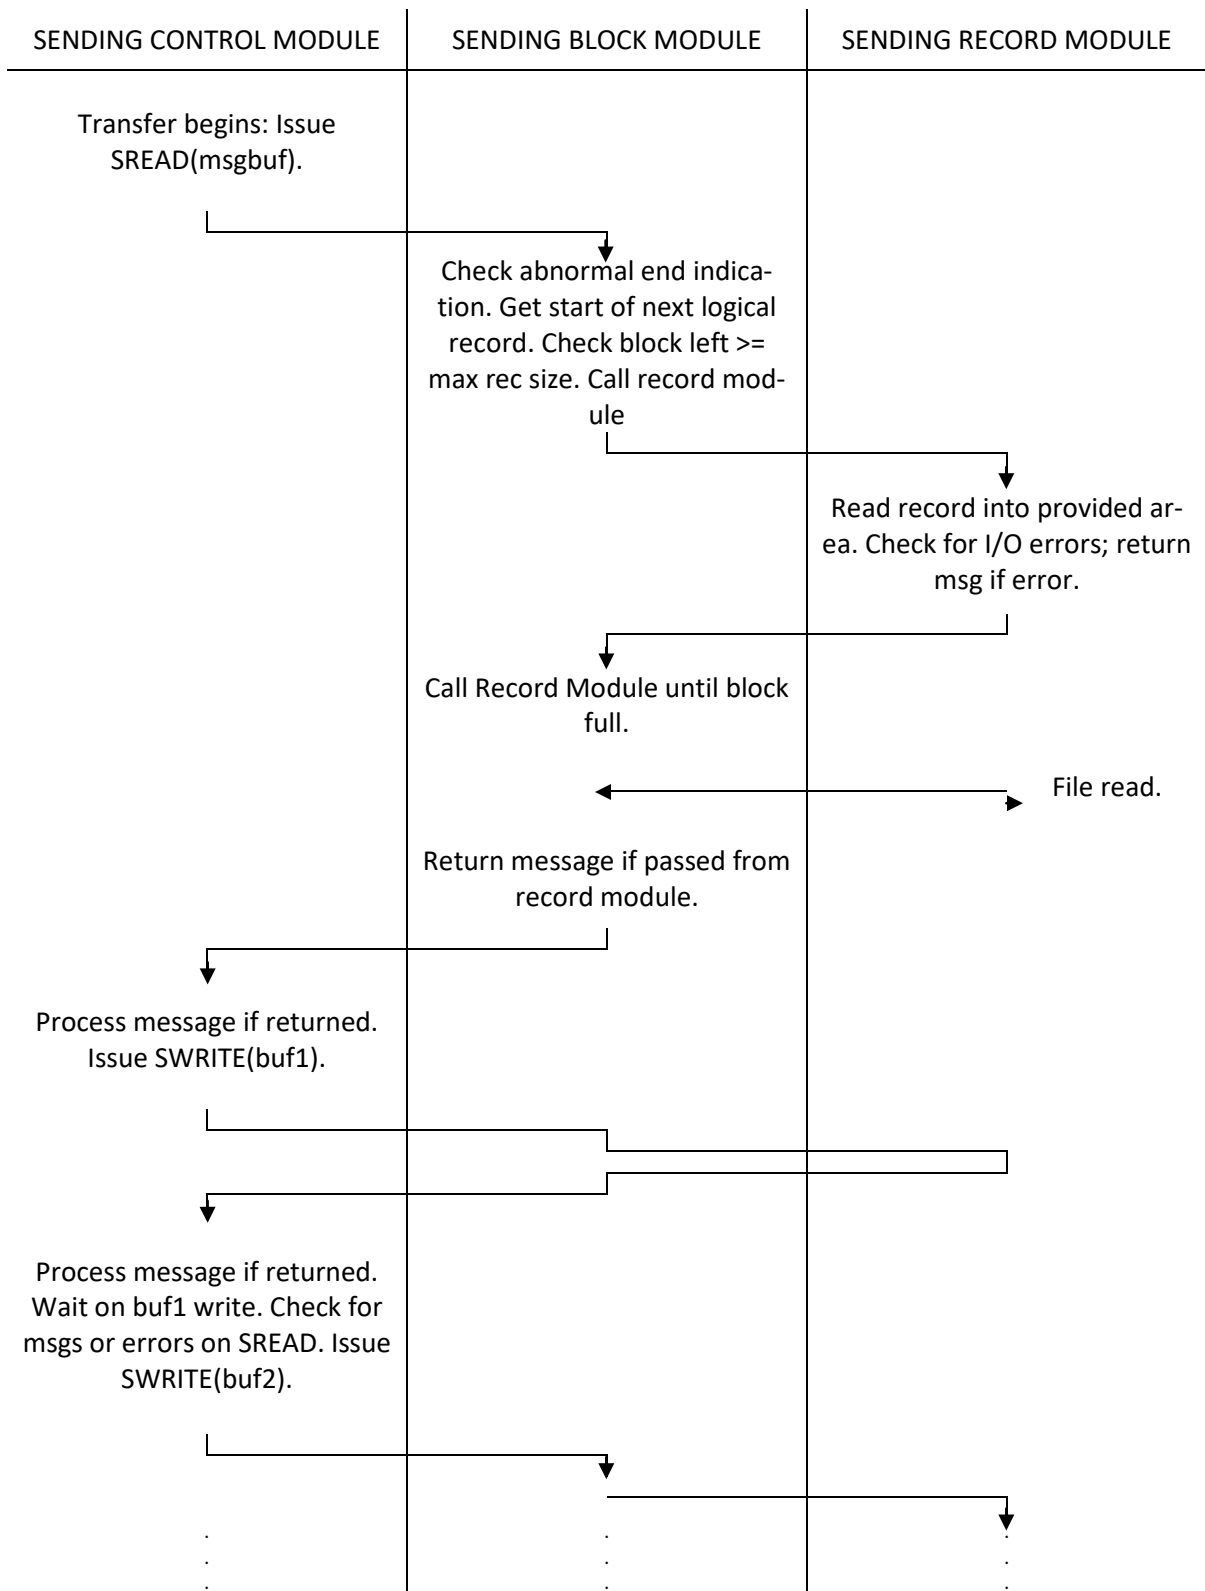 SENDING CONTROL MODULE
SENDING BLOCK MODULE
SENDING RECORD MODULE
Transfer begins: Issue
SREAD(msgbuf).
Check abnormal end indica-
tion. Get start of next logical
record. Check block left >=
max rec size. Call record mod-
ule
Read record into provided ar-
ea. Check for I/O errors; return
msg if error.
Call Record Module until block
full.
File read.
Return message if passed from
record module.
Process message if returned.
Issue SWRITE(buf1).
Process message if returned.
Wait on buf1 write. Check for
msgs or errors on SREAD. Issue
SWRITE(buf2).
. . .
. . .
. . .